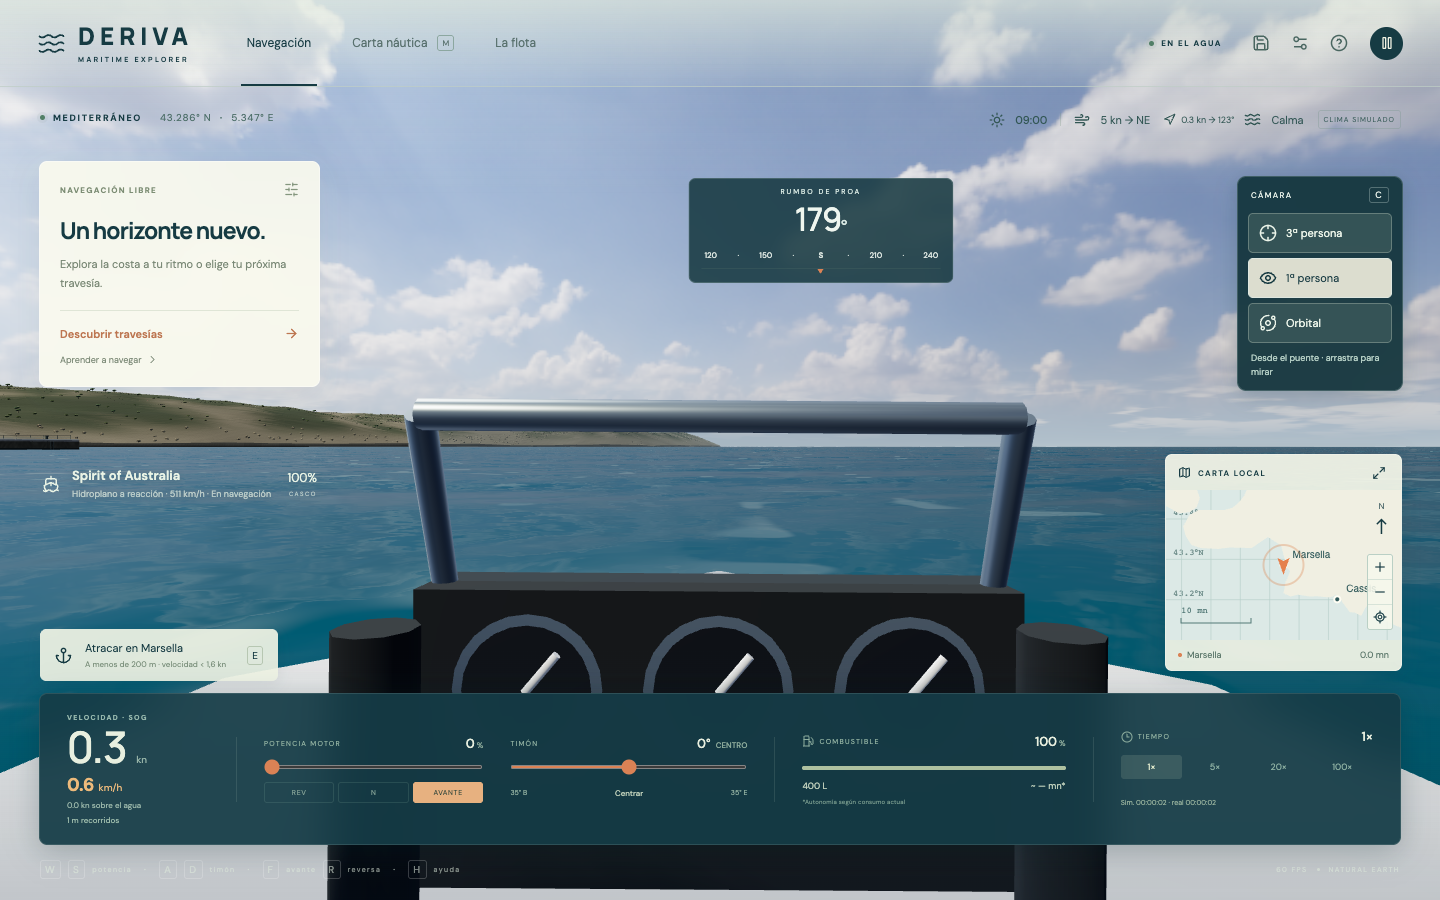 DERIVA
MARITIME EXPLORER
Navegación
Carta náutica M
La flota
EN EL AGUA
MEDITERRÁNEO 43.286° N · 5.347° E
09:00
5 kn → NE
0.3 kn → 123°
Calma
CLIMA SIMULADO
NAVEGACIÓN LIBRE
Un horizonte nuevo.
Explora la costa a tu ritmo o elige tu próxima
travesía.
Descubrir travesías
Aprender a navegar
RUMBO DE PROA
179°
120 · 150 · S · 210 · 240
CÁMARA C
3ª persona
1ª persona
Orbital
Desde el puente · arrastra para
mirar
Spirit of Australia
Hidroplano a reacción · 511 km/h · En navegación
100%
CASCO
CARTA LOCAL
N
43.3°N
Marsella
43.2°N
10 mn
+
−
Marsella 0.0 mn
Atracar en Marsella
A menos de 200 m · velocidad < 1,6 kn
E
VELOCIDAD · SOG
0.3 kn
0.6 km/h
0.0 kn sobre el agua
1 m recorridos
POTENCIA MOTOR 0 %
REV N AVANTE
TIMÓN 0° CENTRO
35° B Centrar 35° E
COMBUSTIBLE 100 %
400 L ~ — mn*
*Autonomía según consumo actual
TIEMPO 1×
1× 5× 20× 100×
Sim. 00:00:02 · real 00:00:02
W S potencia · A D timón · F avante R reversa · H ayuda
NATURAL EARTH